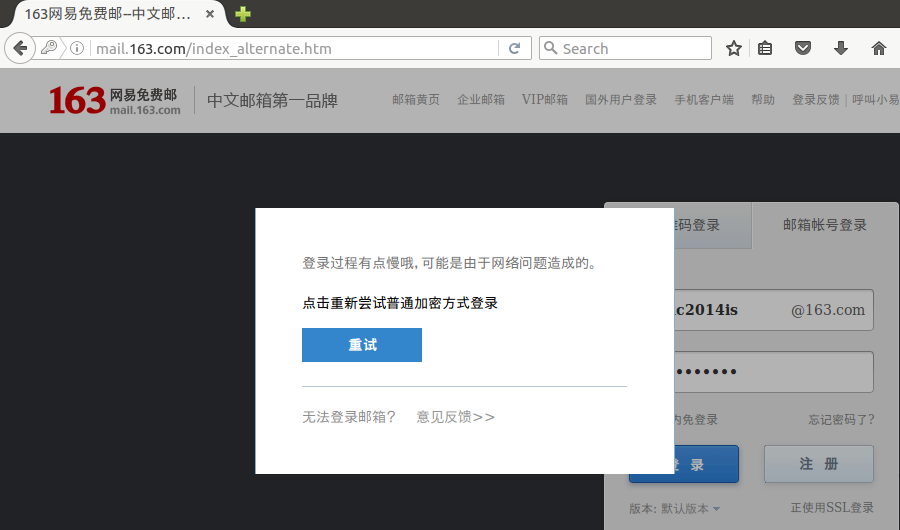 163网易免费邮--中文邮…
mail.163.com/index_alternate.htm
Search
163 网易免费邮
mail.163.com
中文邮箱第一品牌
邮箱黄页 企业邮箱 VIP邮箱 国外用户登录 手机客户端 帮助 登录反馈 | 呼叫小易
码登录 邮箱帐号登录
登录过程有点慢哦,可能是由于网络问题造成的。
点击重新尝试普通加密方式登录
c2014is @163.com
重试
内免登录 忘记密码了?
无法登录邮箱? 意见反馈>>
登 录 注 册
版本: 默认版本 正使用SSL登录